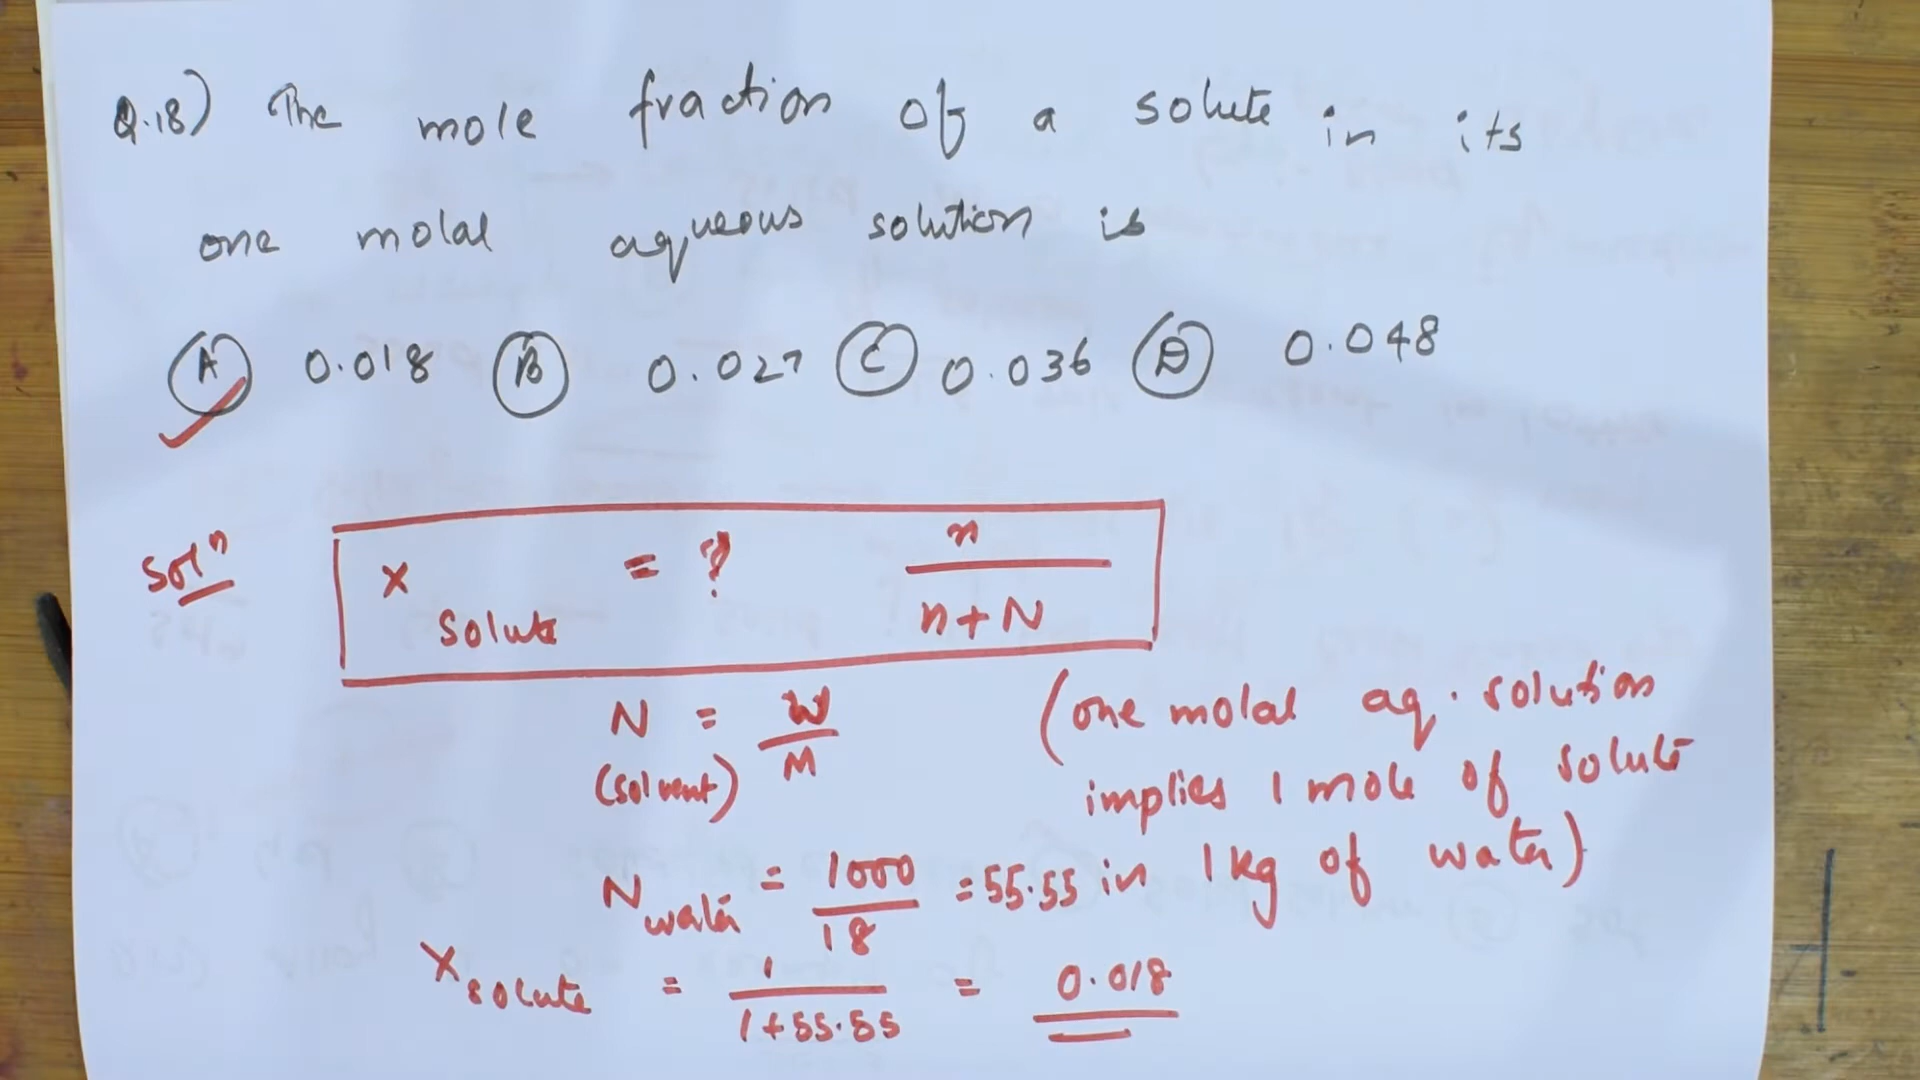 Q.18) The mole fraction of a solute in its
one molal aqueous solution is
A 0.018 B 0.027 C 0.036 D 0.048
Solⁿ
x solute = ? n / n+N
N (solvent) = W / M
(one molal aq. solution
implies 1 mole of solute
in 1 kg of water)
N water = 1000 / 18 = 55.55
x solute = 1 / 1+55.55 = 0.018